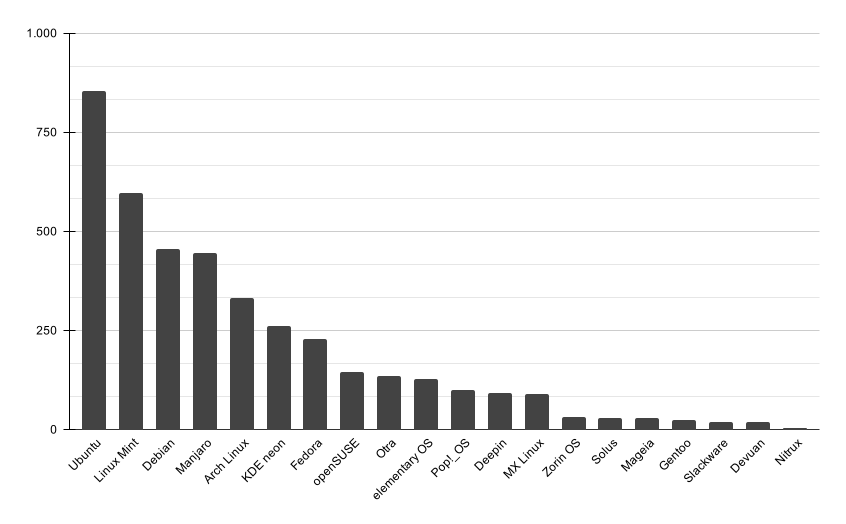 1.000
750
500
250
0
Ubuntu
Linux Mint
Debian
Manjaro
Arch Linux
KDE neon
Fedora
openSUSE
Otra
elementary OS
Pop!_OS
Deepin
MX Linux
Zorin OS
Solus
Mageia
Gentoo
Slackware
Devuan
Nitrux